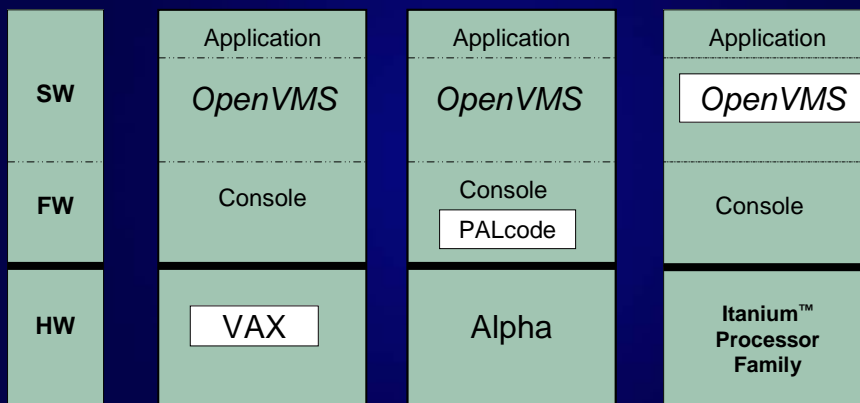 SW
FW
HW
Application
OpenVMS
Console
VAX
Application
OpenVMS
Console
PALcode
Alpha
Application
OpenVMS
Console
Itanium™
Processor
Family